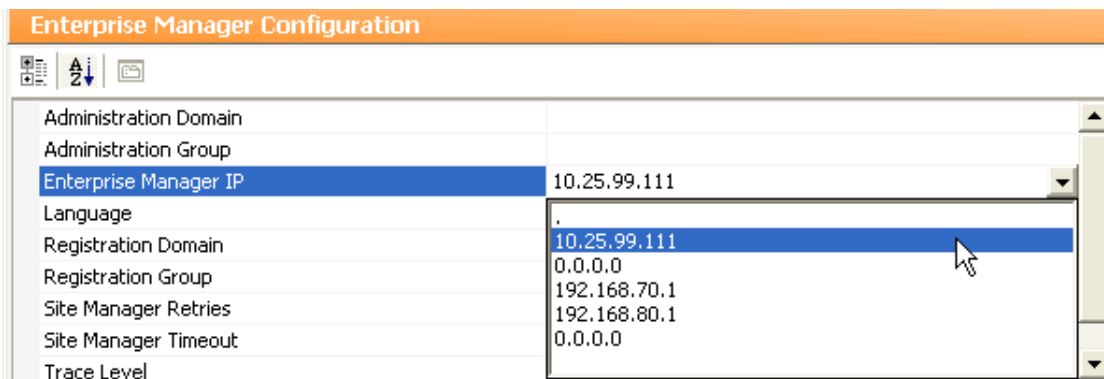 Enterprise Manager Configuration
Administration Domain
Administration Group
Enterprise Manager IP 10.25.99.111
Language .
Registration Domain 10.25.99.111
Registration Group 0.0.0.0
192.168.70.1
Site Manager Retries 192.168.80.1
Site Manager Timeout 0.0.0.0
Trace Level